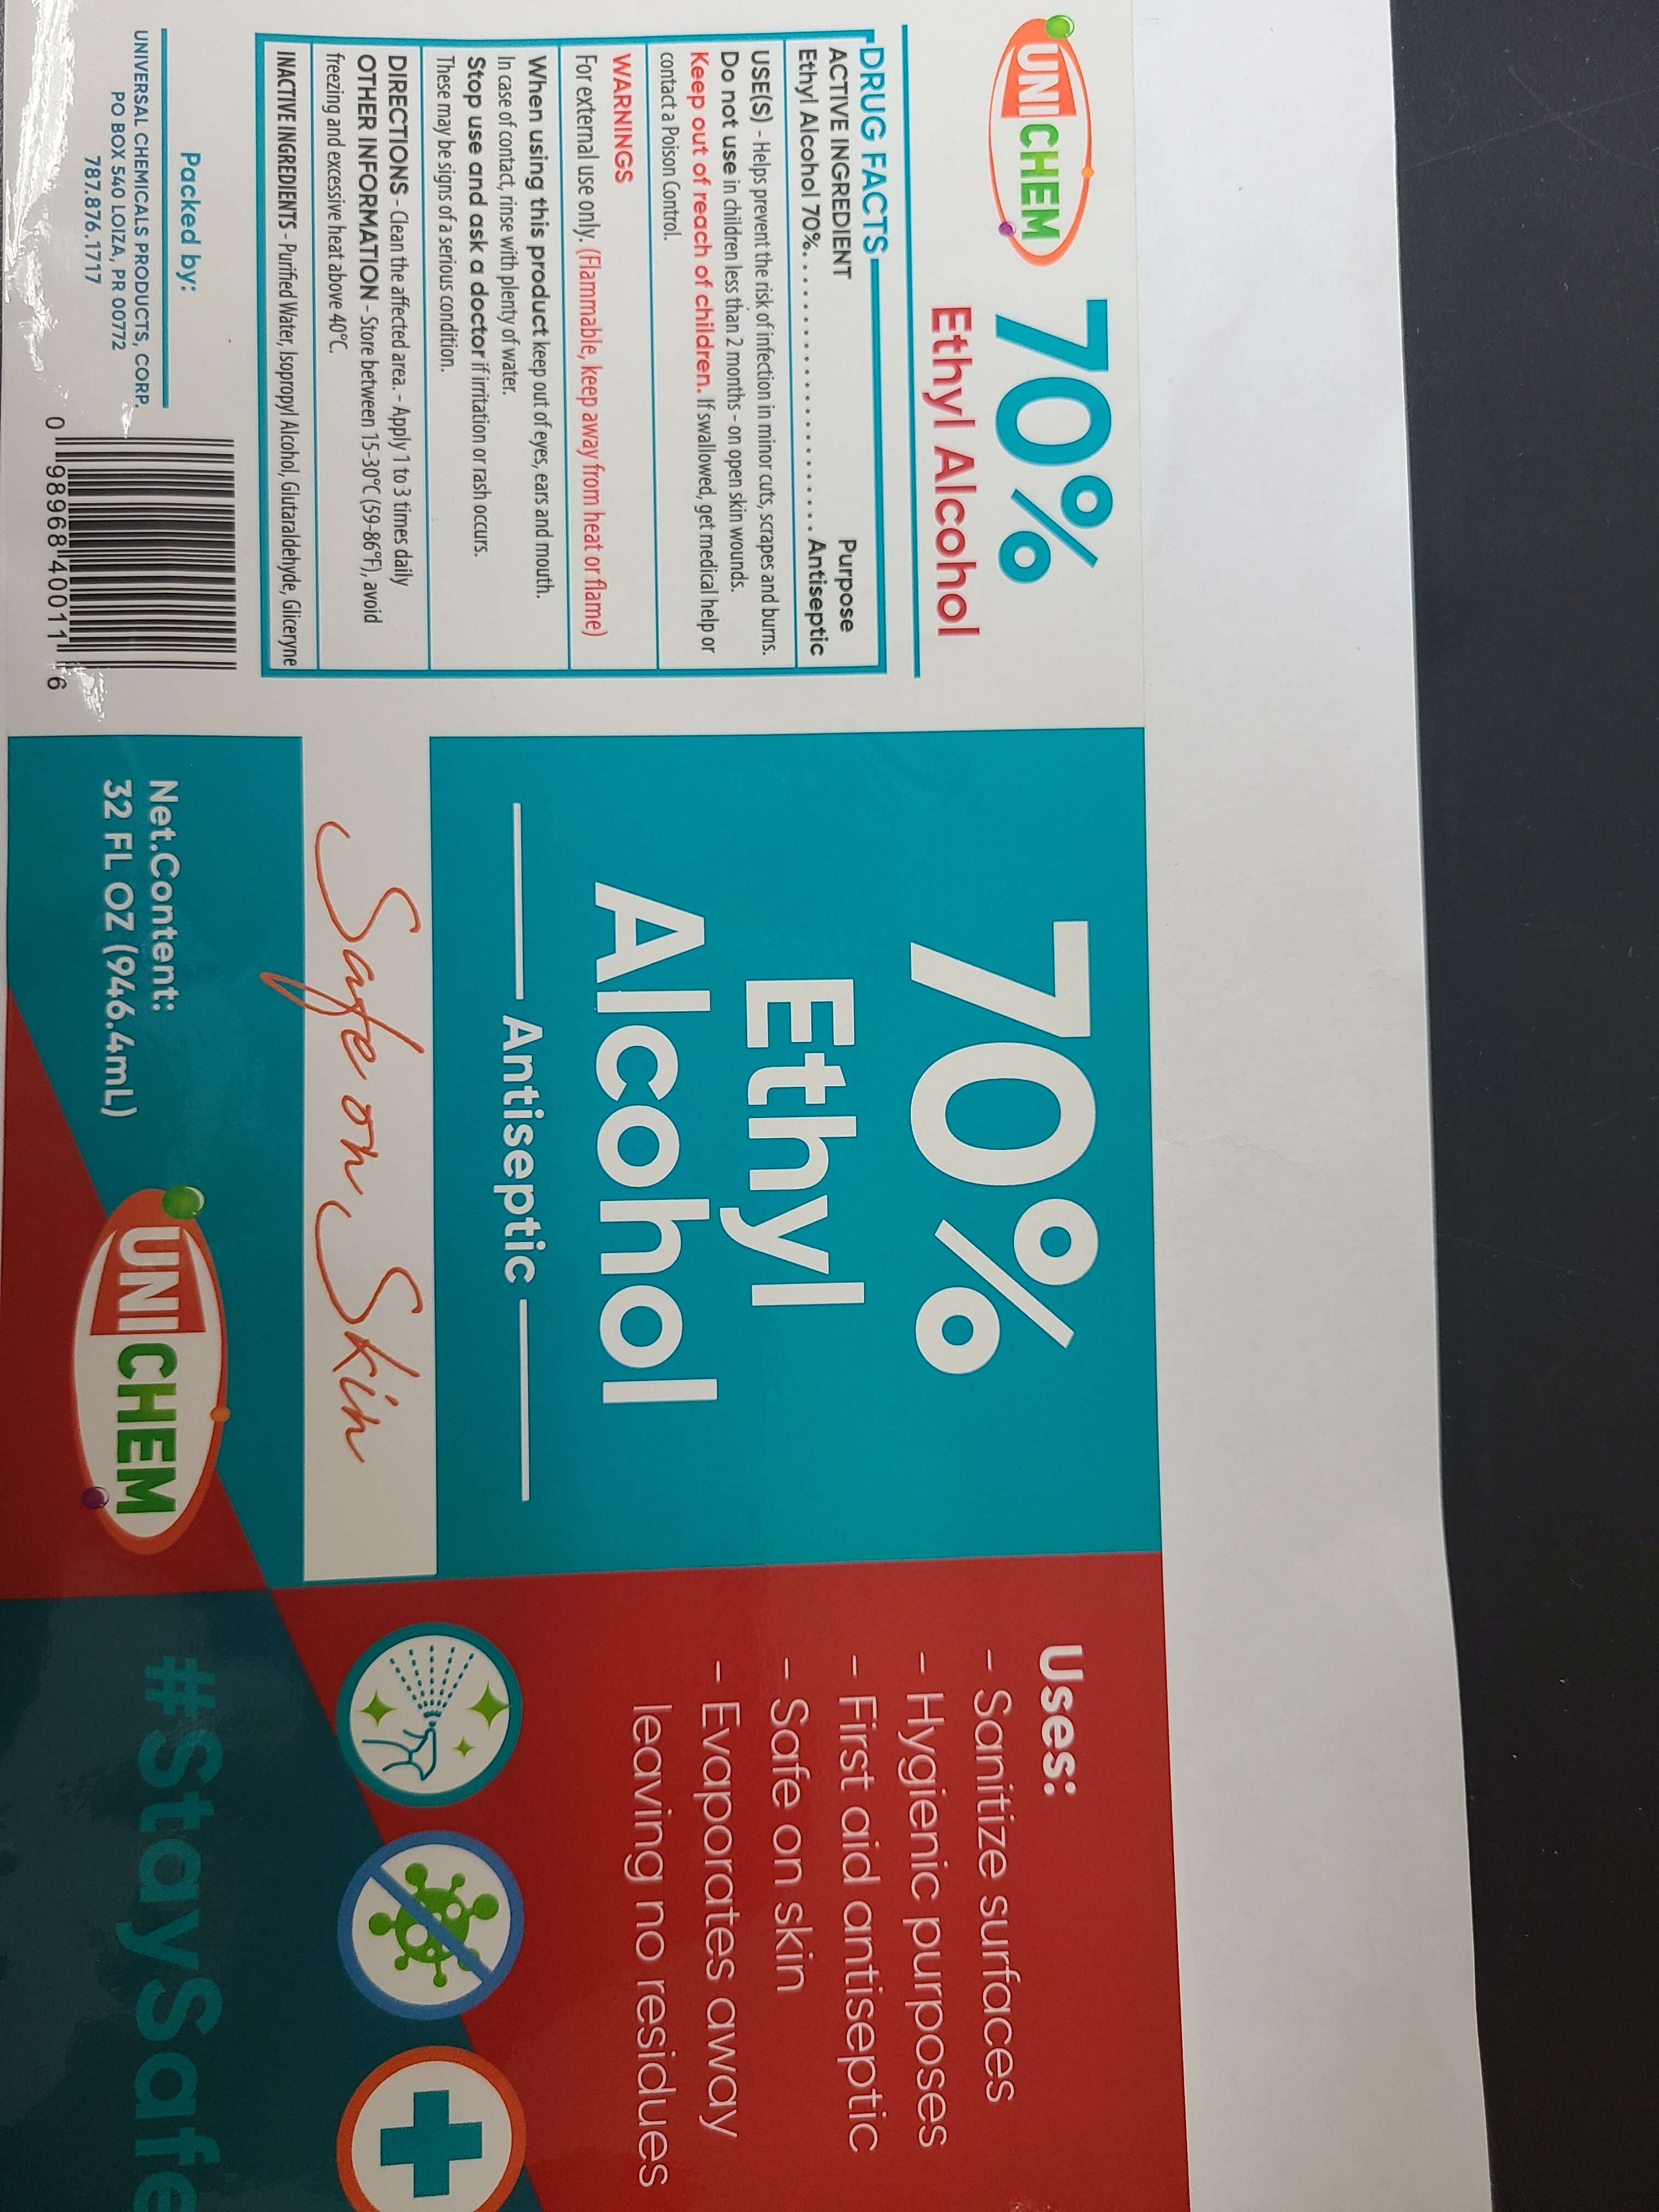 UNICHEM
70%
Ethyl Alcohol
DRUG FACTS
ACTIVE INGREDIENT Purpose
Ethyl Alcohol 70%. . . . . . . . . . . . . . . . . . . . . . . . . . . . Antiseptic
USE(S) - Helps prevent the risk of infection in minor cuts, scrapes and burns.
Do not use in children less than 2 months - on open skin wounds.
Keep out of reach of children. If swallowed, get medical help or
contact a Poison Control.
WARNINGS
For external use only. (Flammable, keep away from heat or flame)
When using this product keep out of eyes, ears and mouth.
In case of contact, rinse with plenty of water.
Stop use and ask a doctor if irritation or rash occurs.
These may be signs of a serious condition.
DIRECTIONS - Clean the affected area. - Apply 1 to 3 times daily
OTHER INFORMATION - Store between 15-30°C (59-86°F), avoid
freezing and excessive heat above 40°C.
INACTIVE INGREDIENTS - Purified Water, Isopropyl Alcohol, Glutaraldehyde, Gliceryne
Packed by:
UNIVERSAL CHEMICALS PRODUCTS, CORP.
PO BOX 540 LOIZA, PR 00772
787.876.1717
0 98968 40011 6
70%
Ethyl
Alcohol
Antiseptic
Safe on Skin
Net.Content:
32 FL OZ (946.4mL)
UNICHEM
Uses:
- Sanitize surfaces
- Hygienic purposes
- First aid antiseptic
- Safe on skin
- Evaporates away
leaving no residues
#StaySafe